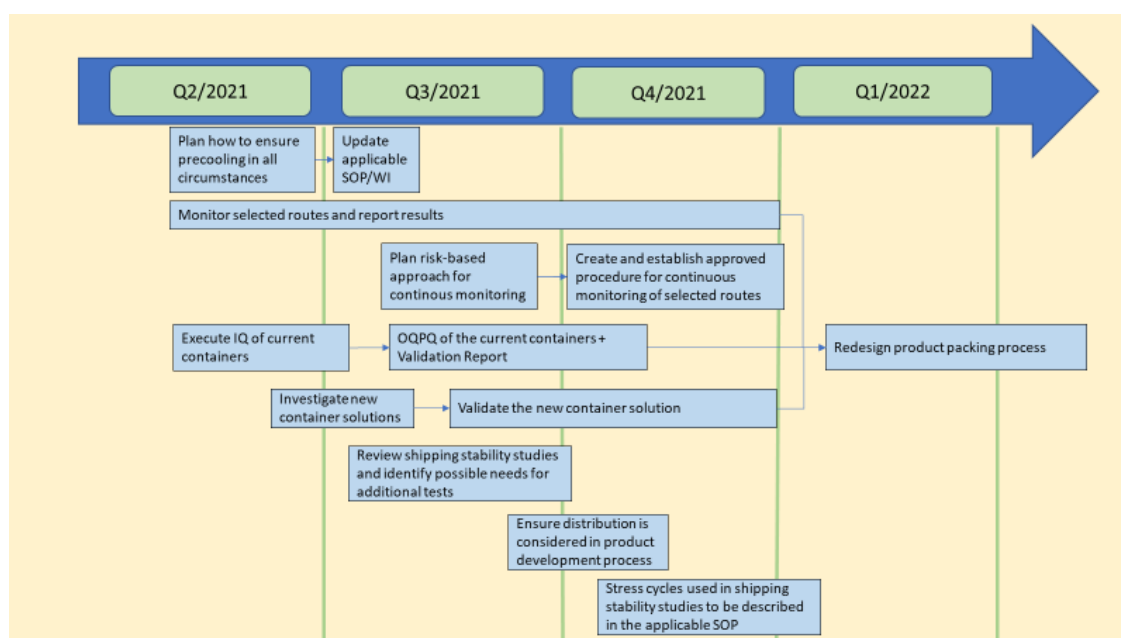 Q2/2021
Q3/2021
Q4/2021
Q1/2022
Plan how to ensure
precooling in all
circumstances
Update
applicable
SOP/WI
Monitor selected routes and report results
Plan risk-based
approach for
continous monitoring
Create and establish approved
procedure for continuous
monitoring of selected routes
Execute IQ of current
containers
OQPQ of the current containers +
Validation Report
Redesign product packing process
Investigate new
container solutions
Validate the new container solution
Review shipping stability studies
and identify possible needs for
additional tests
Ensure distribution is
considered in product
development process
Stress cycles used in shipping
stability studies to be described
in the applicable SOP